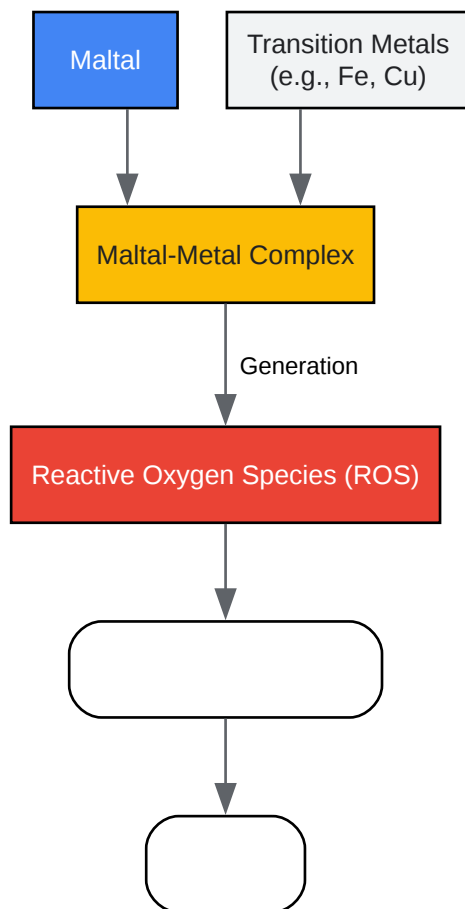 Maltal
Transition Metals
(e.g., Fe, Cu)
Maltal-Metal Complex
Generation
Reactive Oxygen Species (ROS)